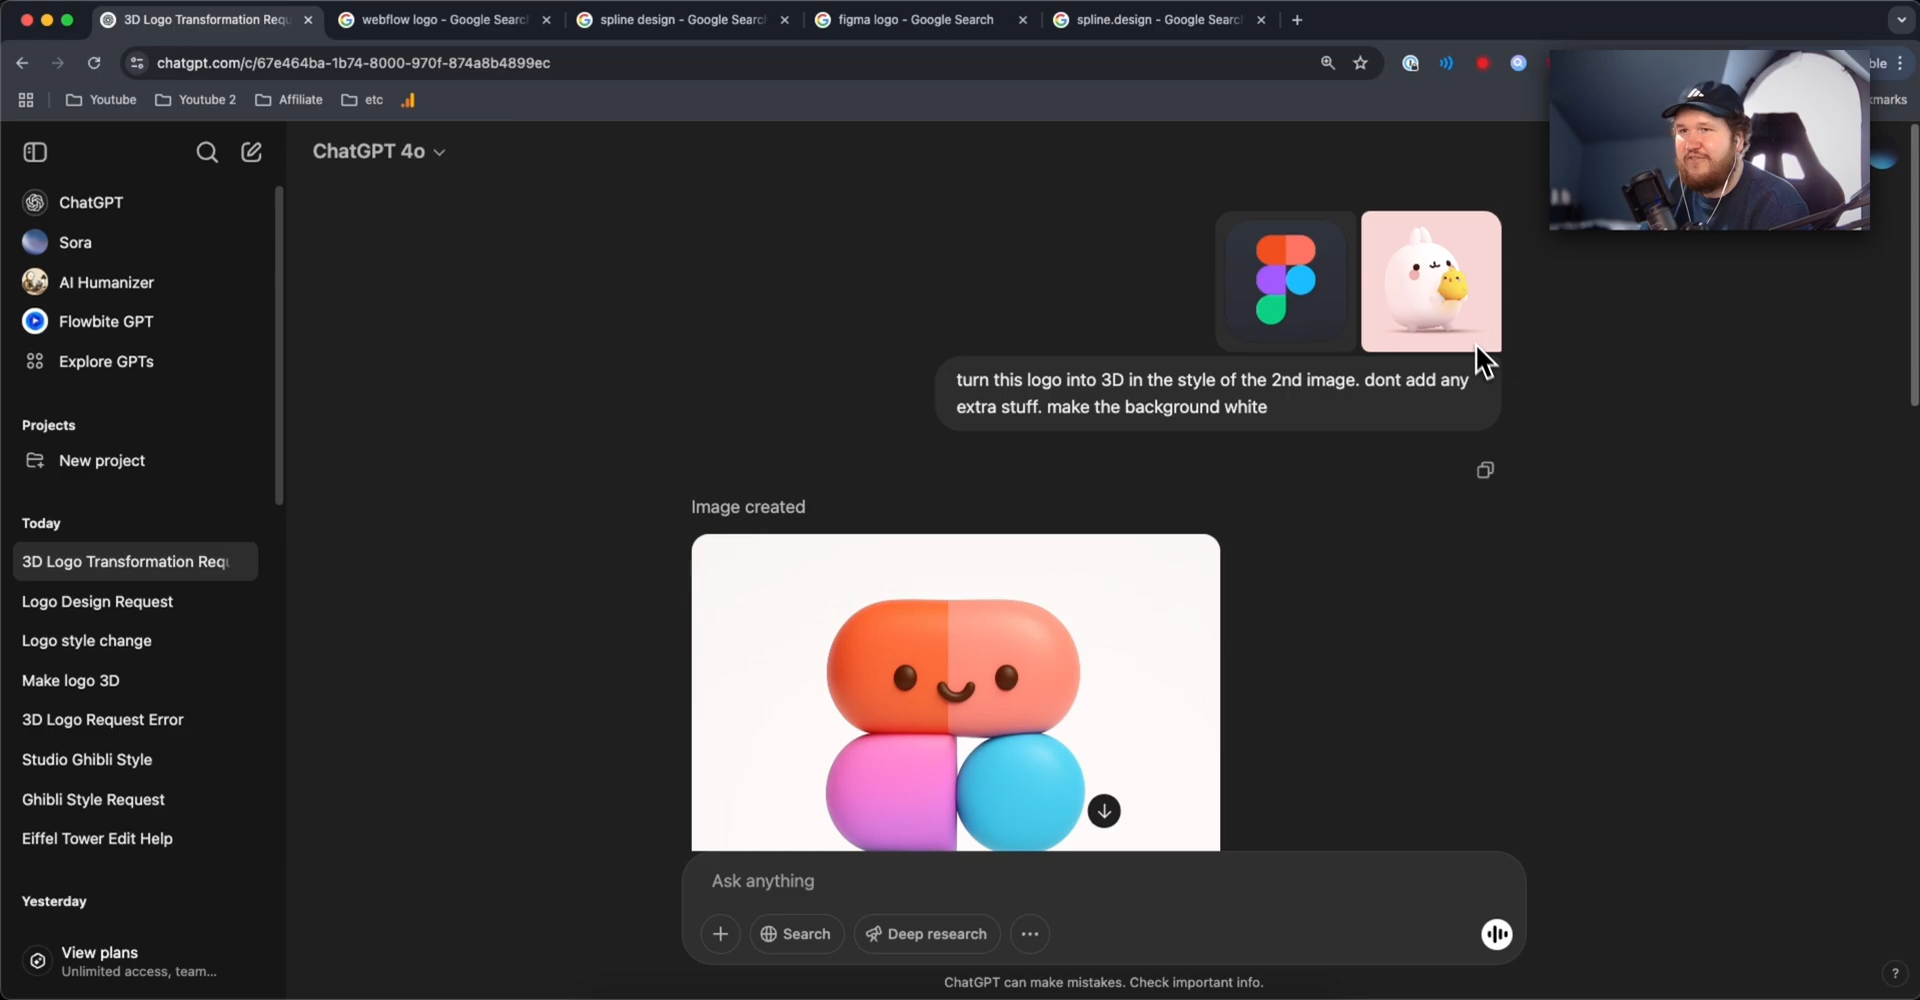 3D Logo Transformation Requ
webflow logo - Google Searc
spline design - Google Searc
figma logo - Google Search
spline.design - Google Searc
chatgpt.com/c/67e464ba-1b74-8000-970f-874a8b4899ec
ble
Youtube
Youtube 2
Affiliate
etc
kmarks
ChatGPT 4o
ChatGPT
Sora
AI Humanizer
Flowbite GPT
Explore GPTs
Projects
New project
Today
3D Logo Transformation Requ
Logo Design Request
Logo style change
Make logo 3D
3D Logo Request Error
Studio Ghibli Style
Ghibli Style Request
Eiffel Tower Edit Help
Yesterday
View plans
Unlimited access, team...
turn this logo into 3D in the style of the 2nd image. dont add any
extra stuff. make the background white
Image created
Ask anything
Search
Deep research
ChatGPT can make mistakes. Check important info.
?